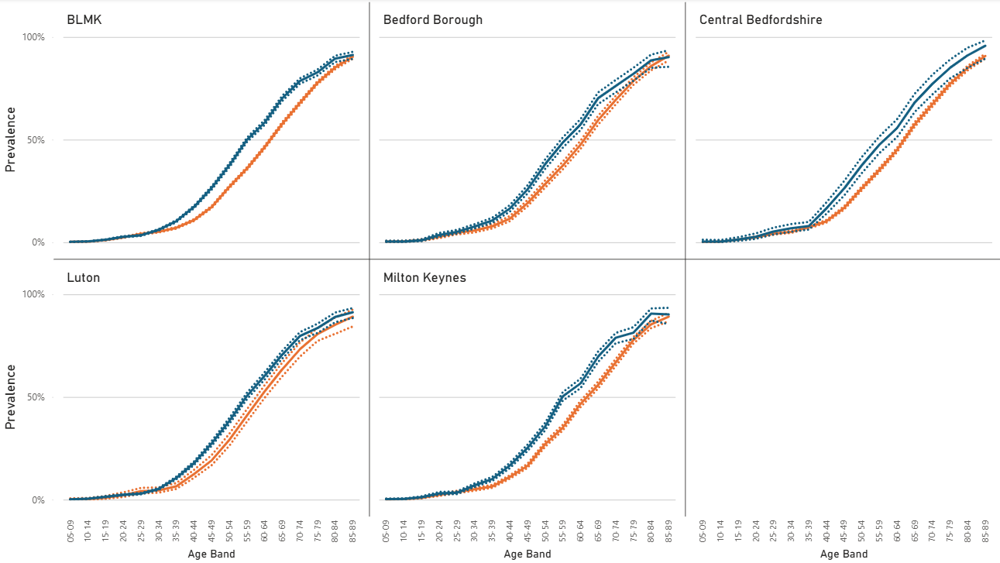 BLMK
Bedford Borough
Central Bedfordshire
100%
50%
0%
Prevalence
Luton
Milton Keynes
100%
50%
0%
Prevalence
05-09 10-14 15-19 20-24 25-29 30-34 35-39 40-44 45-49 50-54 55-59 60-64 65-69 70-74 75-79 80-84 85-89
05-09 10-14 15-19 20-24 25-29 30-34 35-39 40-44 45-49 50-54 55-59 60-64 65-69 70-74 75-79 80-84 85-89
05-09 10-14 15-19 20-24 25-29 30-34 35-39 40-44 45-49 50-54 55-59 60-64 65-69 70-74 75-79 80-84 85-89
Age Band
Age Band
Age Band